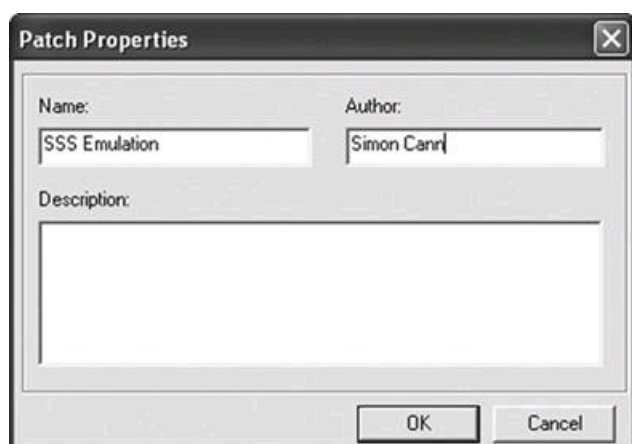 Patch Properties
Name:
Author:
SSS Emulation
Simon Cann
Description:
OK
Cancel